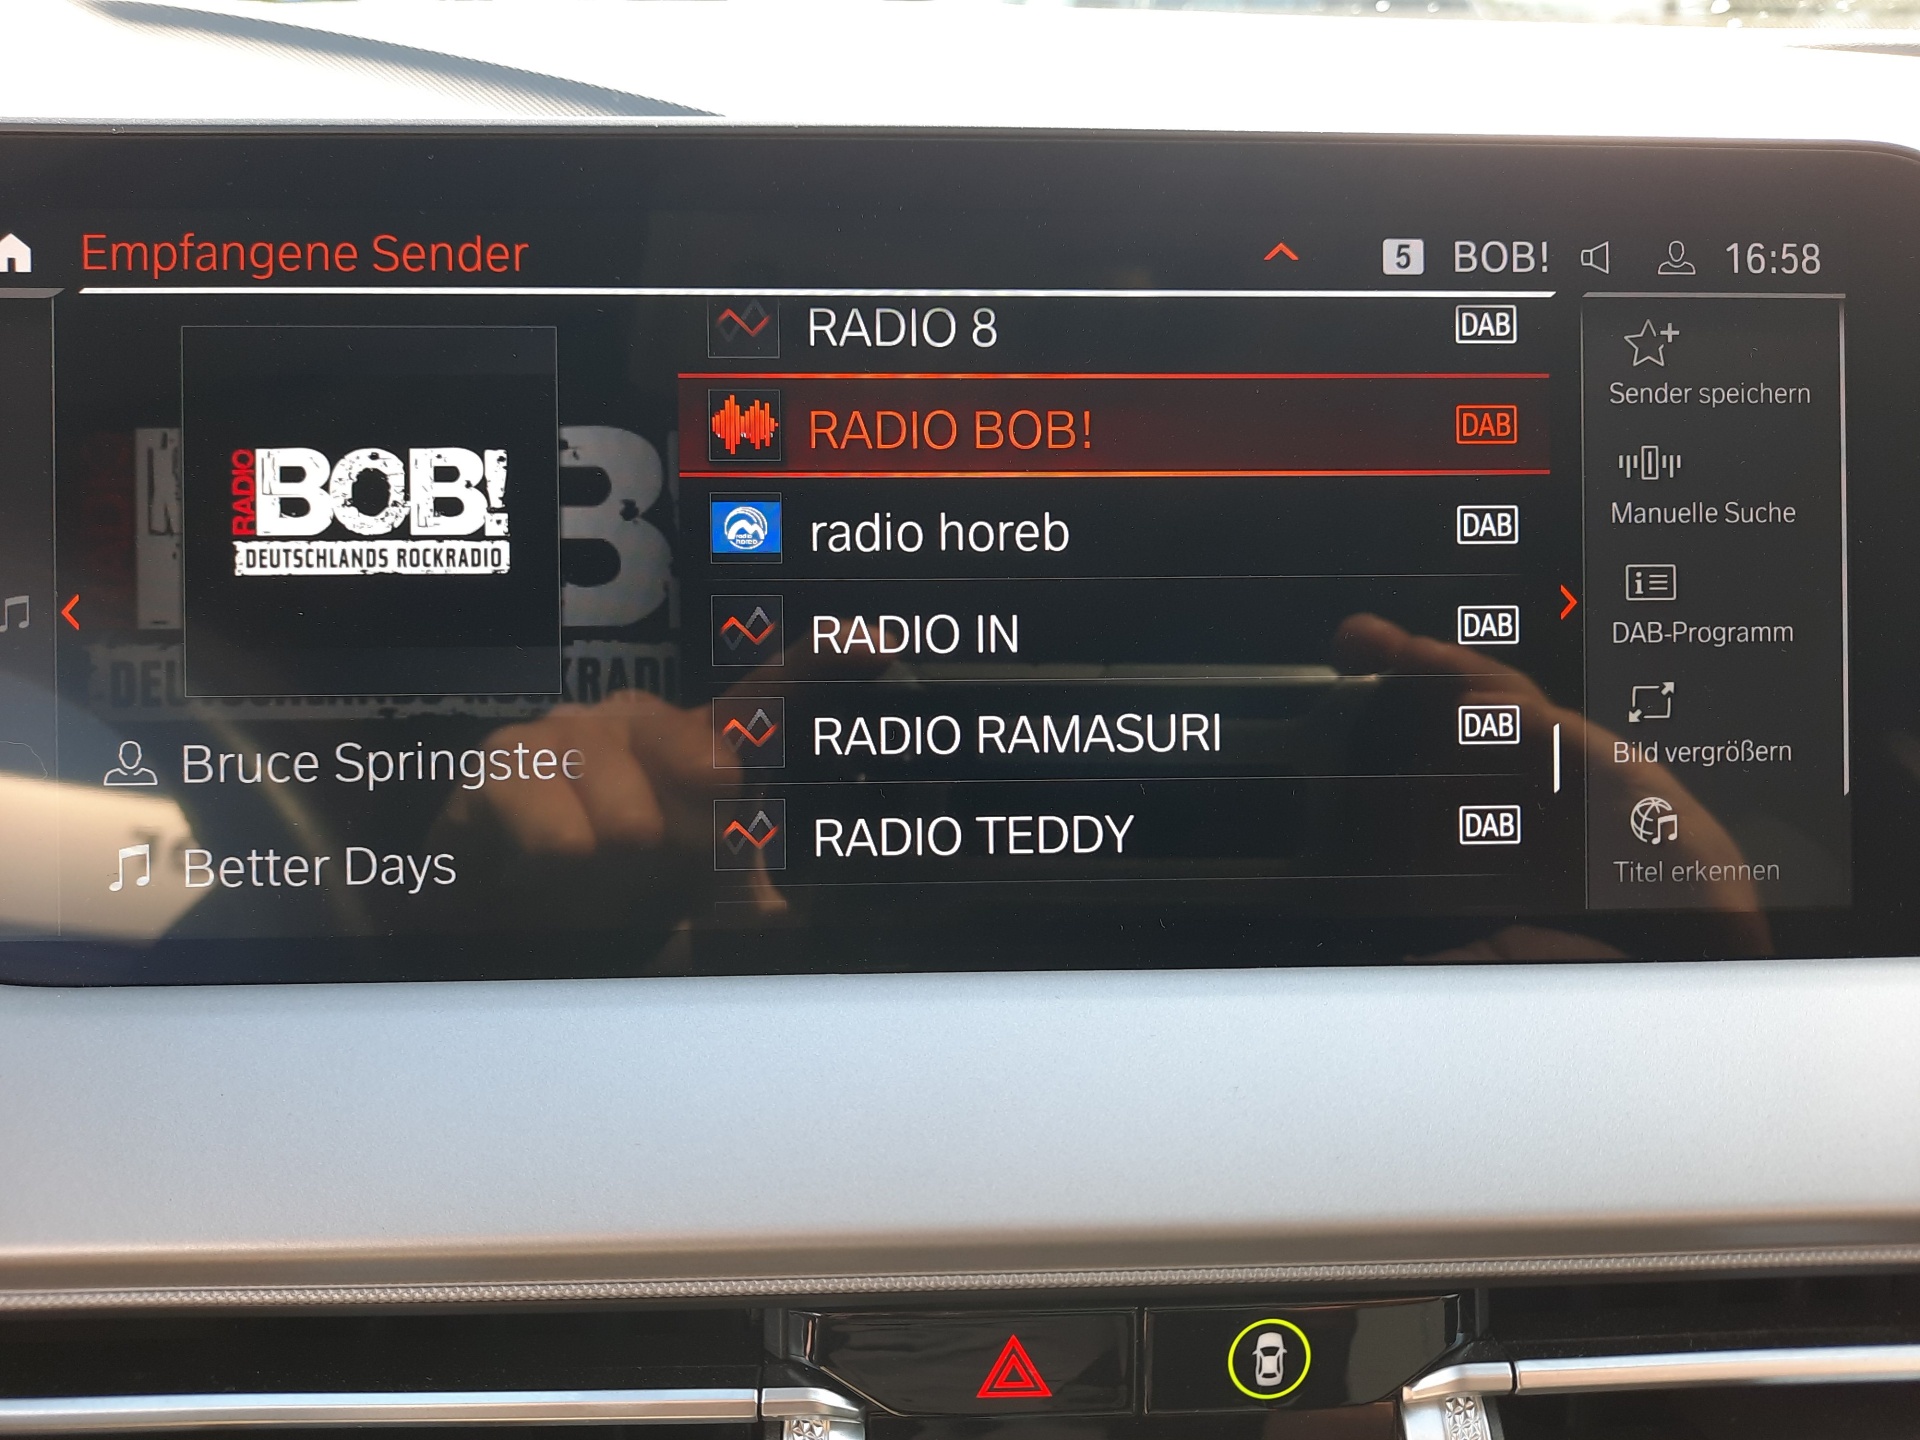 Empfangene Sender
5 BOB! 16:58
RADIO
BOB!
DEUTSCHLANDS ROCKRADIO
Bruce Springstee
Better Days
RADIO 8 DAB
RADIO BOB! DAB
radio horeb DAB
RADIO IN DAB
RADIO RAMASURI DAB
RADIO TEDDY DAB
Sender speichern
Manuelle Suche
DAB-Programm
Bild vergrößern
Titel erkennen